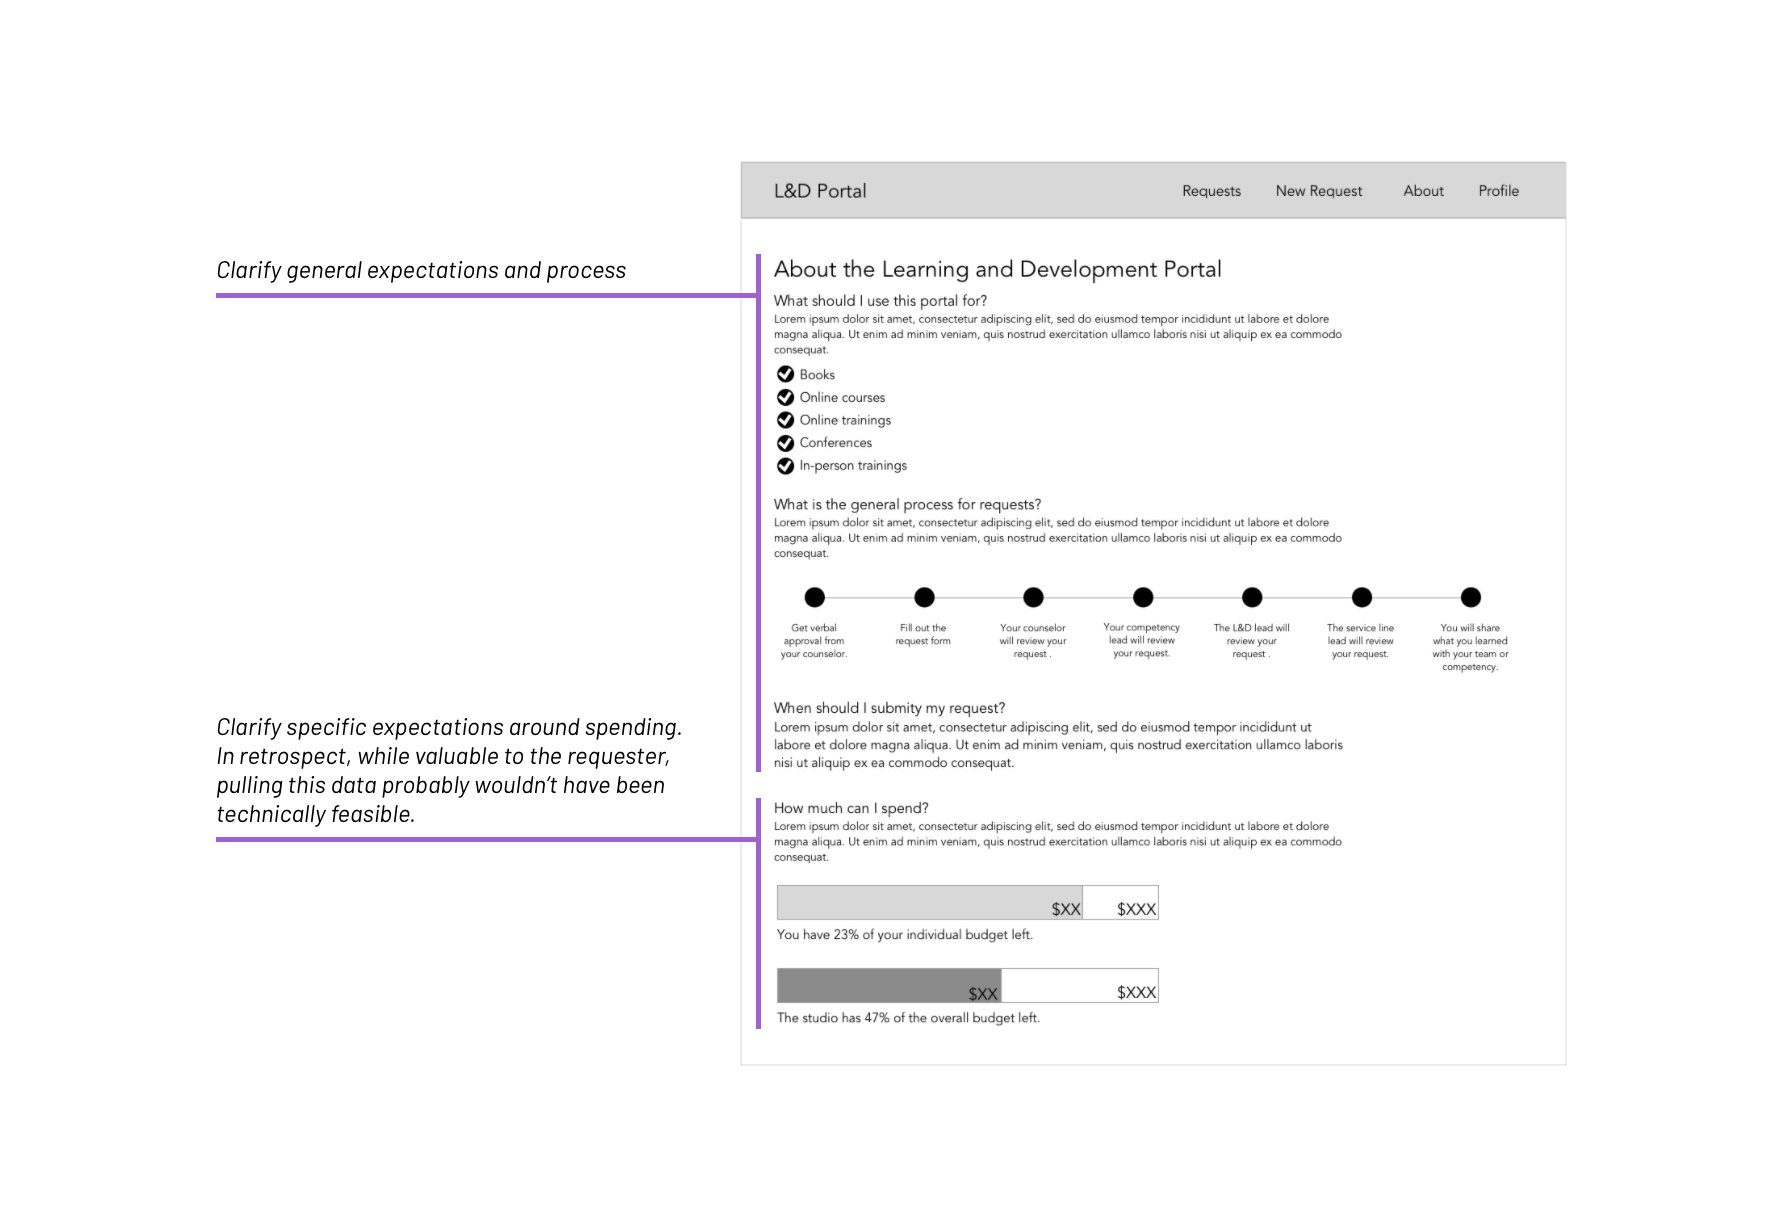 L&D Portal
Requests
New Request
About
Profile
Clarify general expectations and process
About the Learning and Development Portal
What should I use this portal for?
Lorem ipsum dolor sit amet, consectetur adipiscing elit, sed do eiusmod tempor incididunt ut labore et dolore
magna aliqua. Ut enim ad minim veniam, quis nostrud exercitation ullamco laboris nisi ut aliquip ex ea commodo
consequat.
Books
Online courses
Online trainings
Conferences
In-person trainings
What is the general process for requests?
Lorem ipsum dolor sit amet, consectetur adipiscing elit, sed do eiusmod tempor incididunt ut labore et dolore
magna aliqua. Ut enim ad minim veniam, quis nostrud exercitation ullamco laboris nisi ut aliquip ex ea commodo
consequat.
Get verbal
approval from
your counselor.
Fill out the
request form
Your counselor
will review your
request .
Your competency
lead will review
your request.
The L&D lead will
review your
request .
The service line
lead will review
your request.
You will share
what you learned
with your team or
competency.
When should I submity my request?
Lorem ipsum dolor sit amet, consectetur adipiscing elit, sed do eiusmod tempor incididunt ut
labore et dolore magna aliqua. Ut enim ad minim veniam, quis nostrud exercitation ullamco laboris
nisi ut aliquip ex ea commodo consequat.
Clarify specific expectations around spending.
In retrospect, while valuable to the requester,
pulling this data probably wouldn't have been
technically feasible.
How much can I spend?
Lorem ipsum dolor sit amet, consectetur adipiscing elit, sed do eiusmod tempor incididunt ut labore et dolore
magna aliqua. Ut enim ad minim veniam, quis nostrud exercitation ullamco laboris nisi ut aliquip ex ea commodo
consequat.
$XX
$XXX
You have 23% of your individual budget left.
$XX
$XXX
The studio has 47% of the overall budget left.